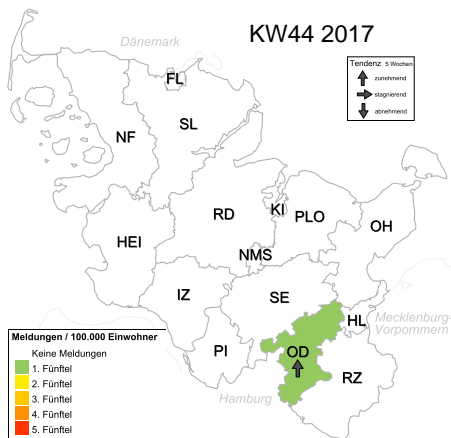 KW44 2017
Dänemark
Tendenz 5 Wochen
zunehmend
stagnierend
abnehmend
FL
SL
NF
RD
KI
PLO
OH
HEI
NMS
IZ
SE
HL
Mecklenburg-
Vorpommern
PI
OD
RZ
Hamburg
Meldungen / 100.000 Einwohner
Keine Meldungen
1. Fünftel
2. Fünftel
3. Fünftel
4. Fünftel
5. Fünftel